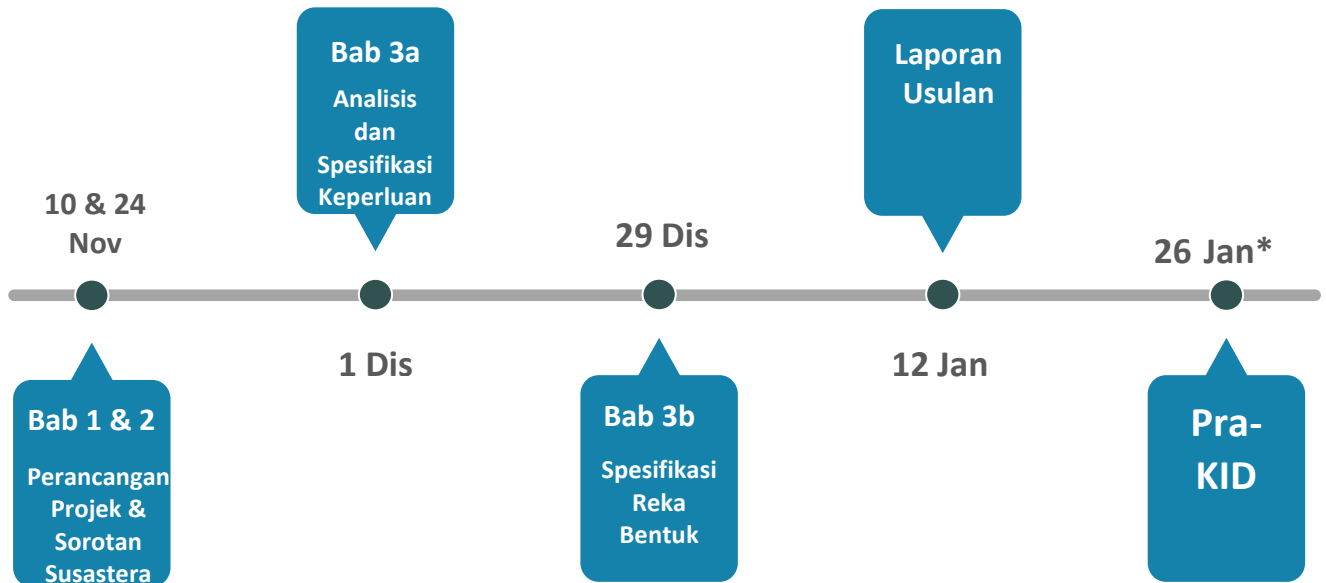 10 & 24
Nov
Bab 1 & 2
Perancangan
Projek &
Sorotan
Susastera
Bab 3a
Analisis
dan
Spesifikasi
Keperluan
1 Dis
29 Dis
Bab 3b
Spesifikasi
Reka
Bentuk
Laporan
Usulan
12 Jan
26 Jan*
Pra-
KID